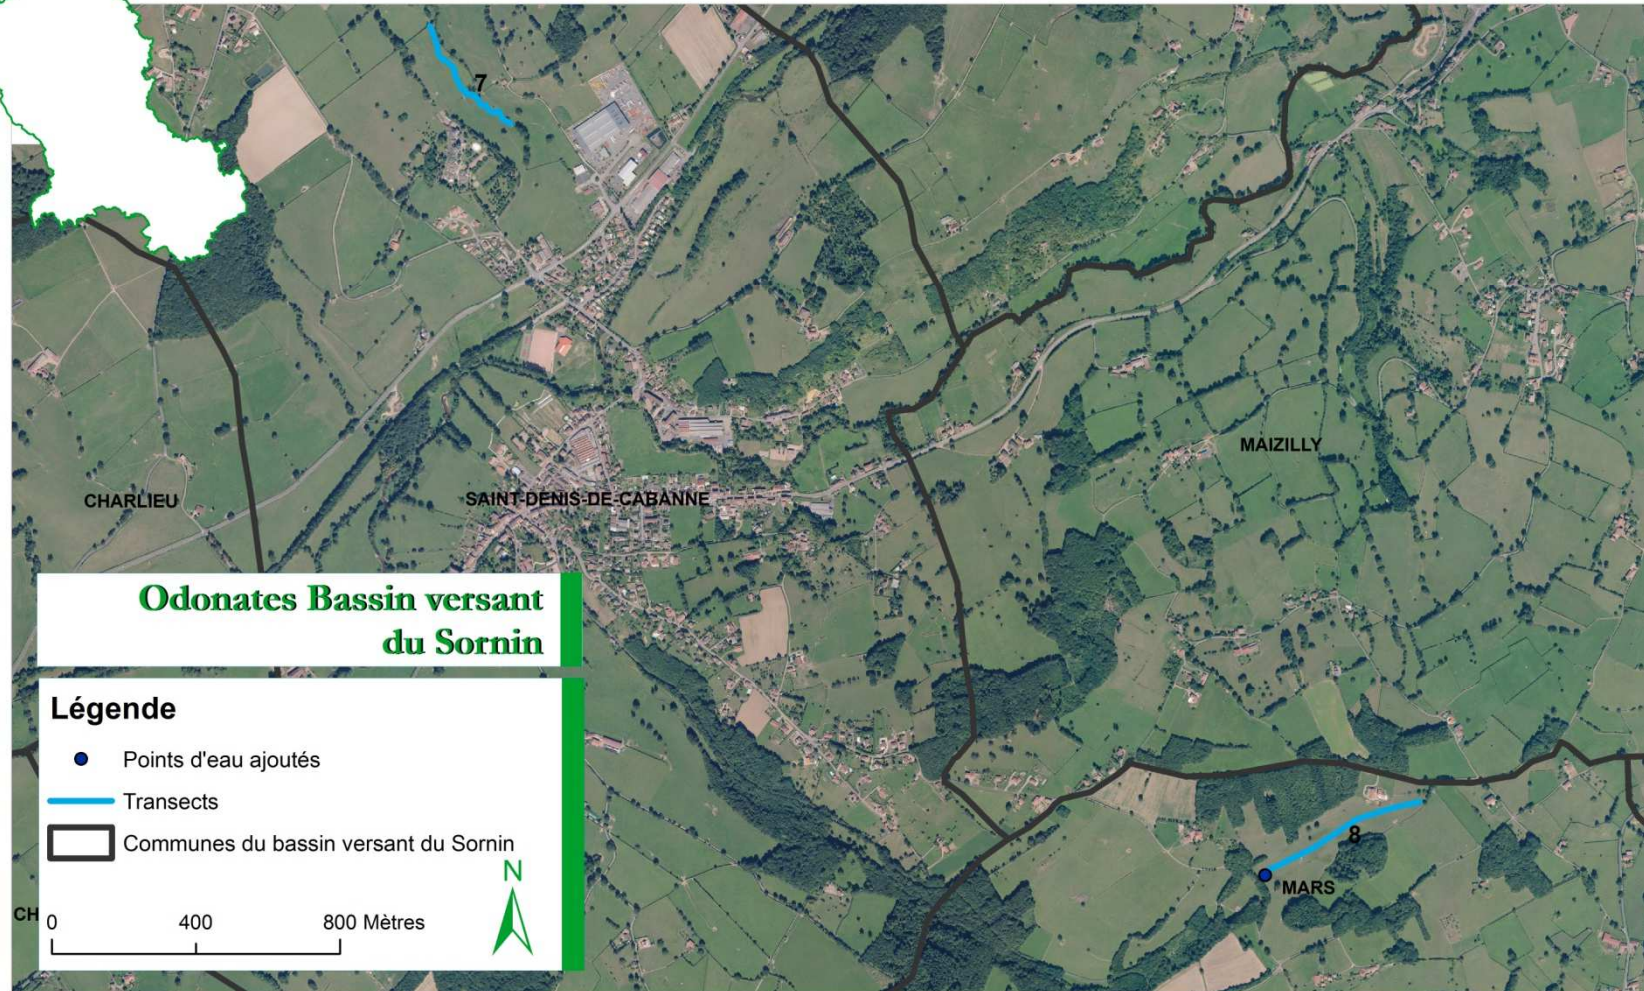 7
MAIZILLY
CHARLIEU
SAINT-DENIS-DE-CABANNE
Odonates Bassin versant
du Sornin
Légende
Points d'eau ajoutés
Transects
Communes du bassin versant du Sornin
8
MARS
N
CH
0 400 800 Mètres